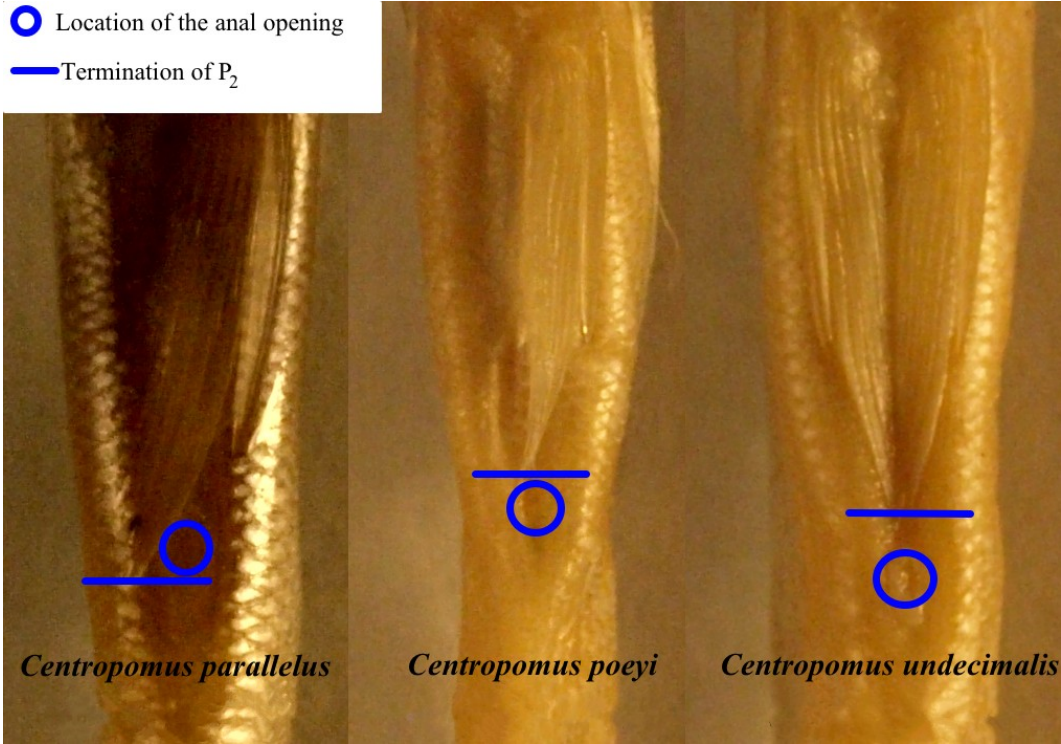 Location of the anal opening
Termination of P₂
Centropomus parallelus
Centropomus poeyi
Centropomus undecimalis